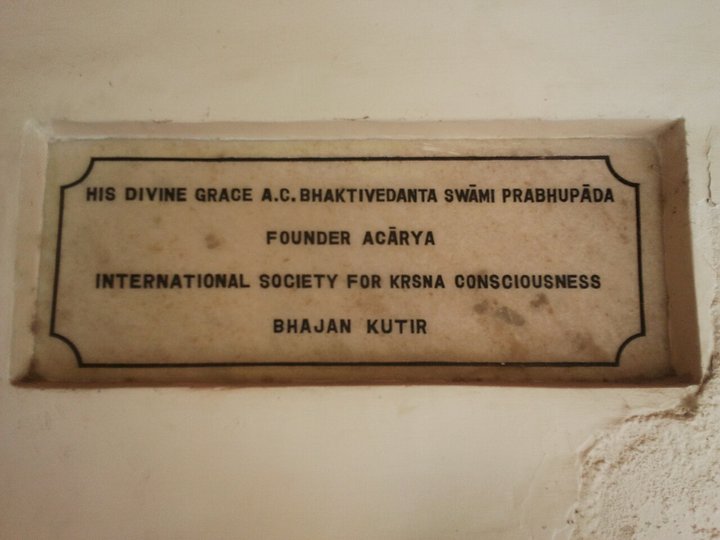 HIS DIVINE GRACE A.C. BHAKTIVEDANTA SWĀMI PRABHUPĀDA
FOUNDER ACĀRYA
INTERNATIONAL SOCIETY FOR KRSNA CONSCIOUSNESS
BHAJAN KUTIR